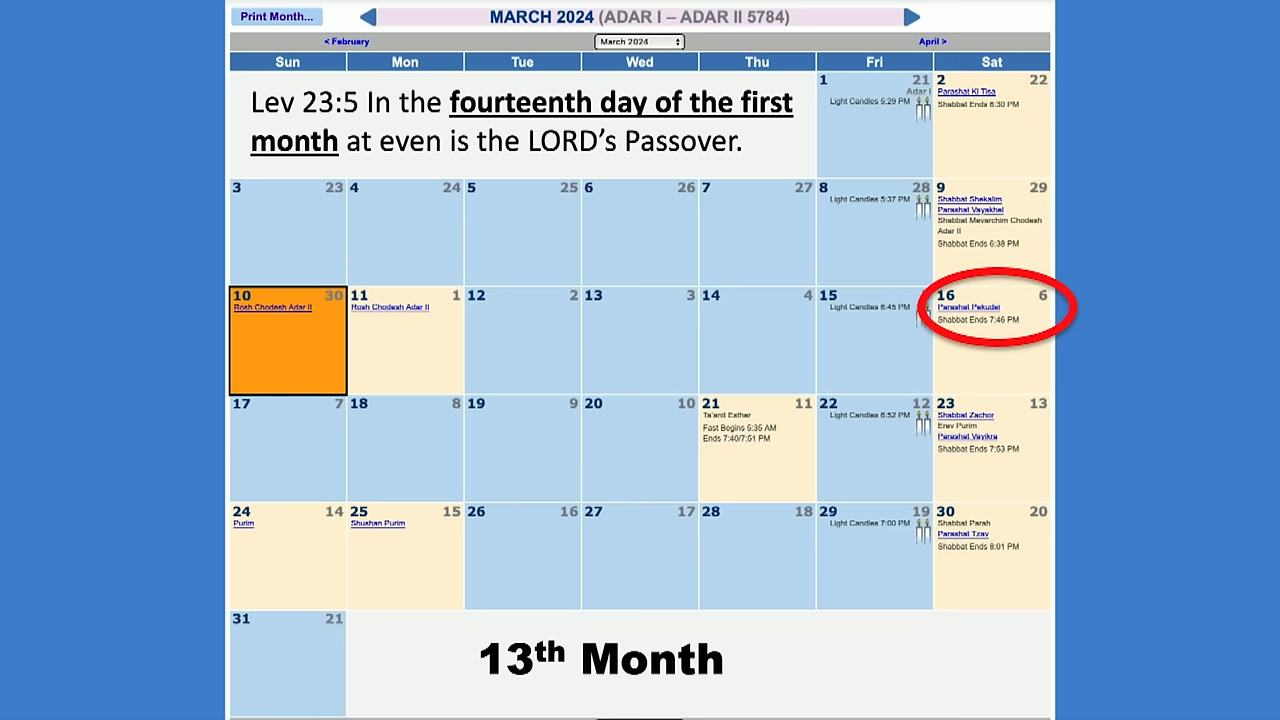 Print Month...
MARCH 2024 (ADAR I – ADAR II 5784)
< February
March 2024
April >
Sun Mon Tue Wed Thu Fri Sat
Lev 23:5 In the fourteenth day of the first
month at even is the LORD’s Passover.
1 21
Adar I
Light Candles 5:29 PM
2 22
Parashat Ki Tisa
Shabbat Ends 6:30 PM
3 23
4 24
5 25
6 26
7 27
8 28
Light Candles 5:37 PM
9 29
Shabbat Shekalim
Parashat Vayakhel
Shabbat Mevarchim Chodesh
Adar II
Shabbat Ends 6:38 PM
10 30
Rosh Chodesh Adar II
11 1
Rosh Chodesh Adar II
12 2
13 3
14 4
15
Light Candles 6:45 PM
16 6
Parashat Pekudei
Shabbat Ends 7:46 PM
17 7
18 8
19 9
20 10
21 11
Ta'anit Esther
Fast Begins 5:35 AM
Ends 7:40/7:51 PM
22 12
Light Candles 6:52 PM
23 13
Shabbat Zachor
Erev Purim
Parashat Vayikra
Shabbat Ends 7:53 PM
24 14
Purim
25 15
Shushan Purim
26 16
27 17
28 18
29 19
Light Candles 7:00 PM
30 20
Shabbat Parah
Parashat Tzav
Shabbat Ends 8:01 PM
31 21
13th Month